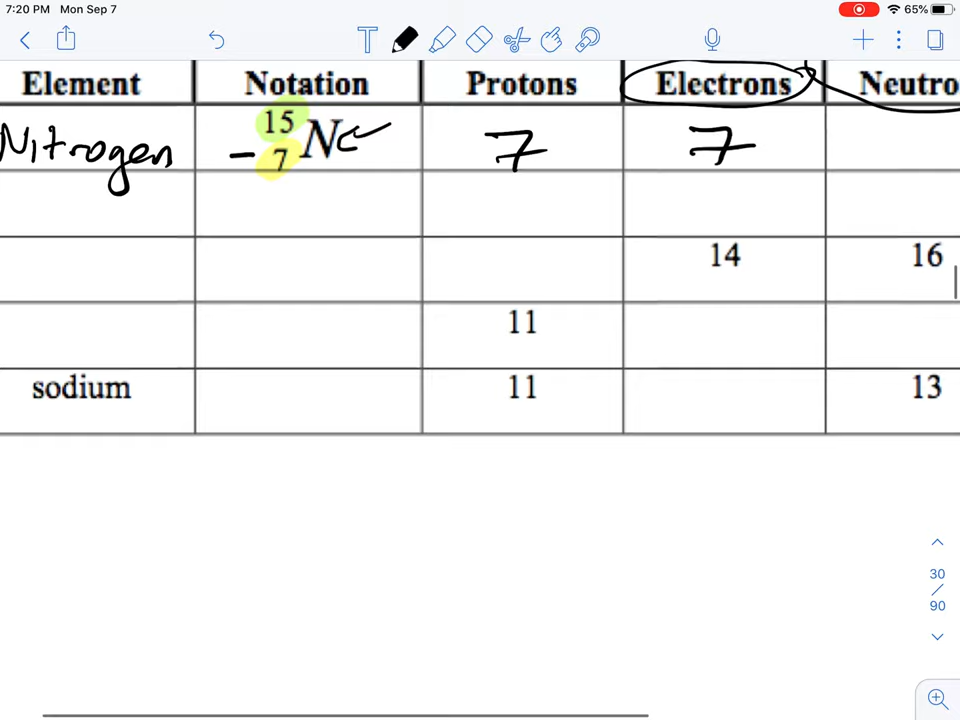 7:20 PM Mon Sep 7 65%
Element Notation Protons Electrons Neutro
Nitrogen 15 7 N 7 7
14 16
11
sodium 11 13
30
/
90